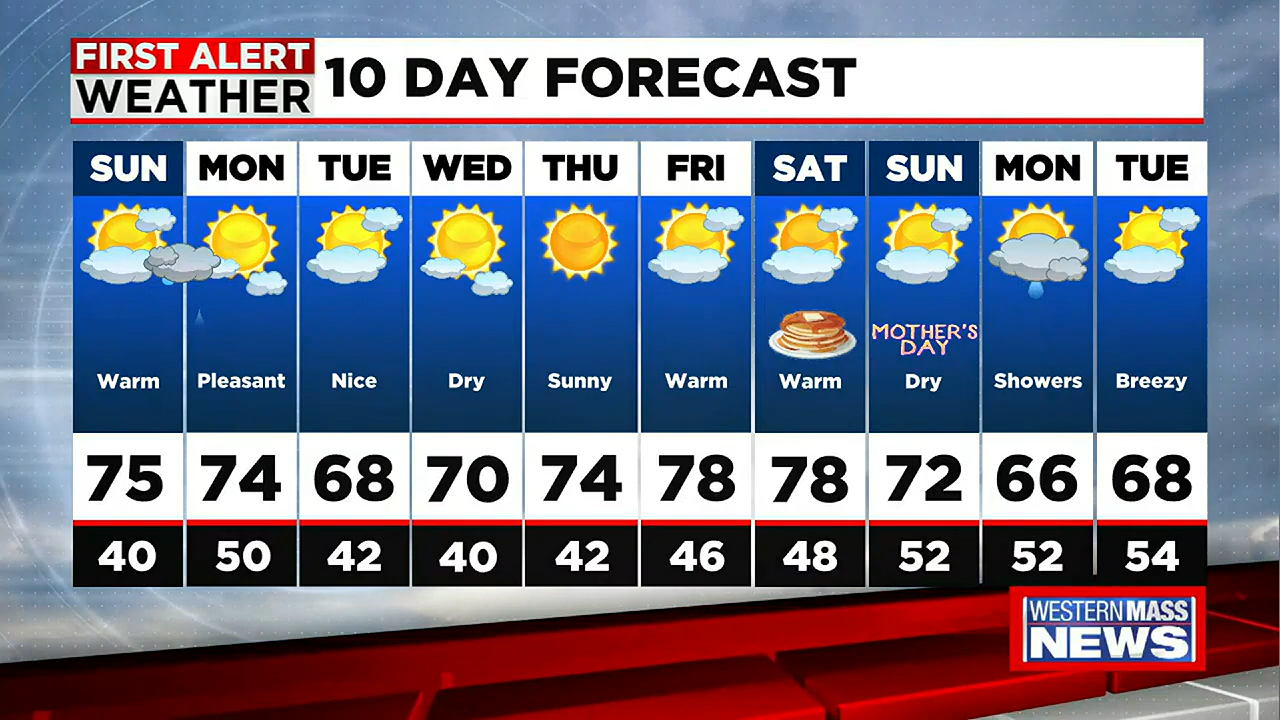 FIRST ALERT
WEATHER
10 DAY FORECAST
SUN MON TUE WED THU FRI SAT SUN MON TUE
MOTHER'S
DAY
Warm Pleasant Nice Dry Sunny Warm Warm Dry Showers Breezy
75 74 68 70 74 78 78 72 66 68
40 50 42 40 42 46 48 52 52 54
WESTERN MASS
NEWS